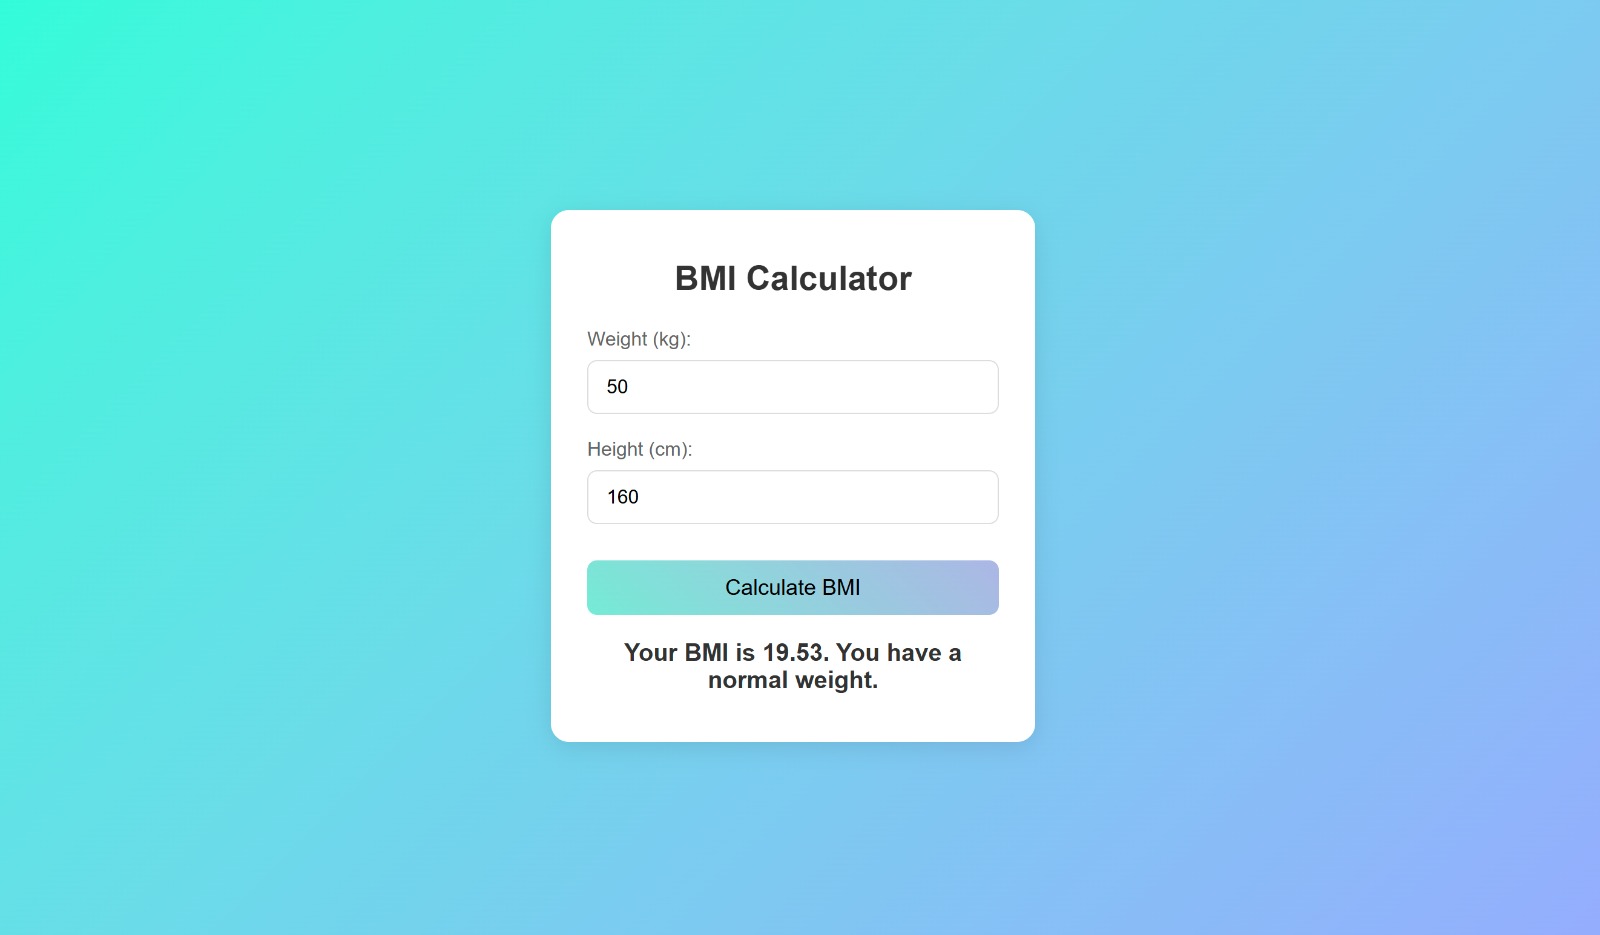 BMI Calculator
Weight (kg):
50
Height (cm):
160
Calculate BMI
Your BMI is 19.53. You have a
normal weight.